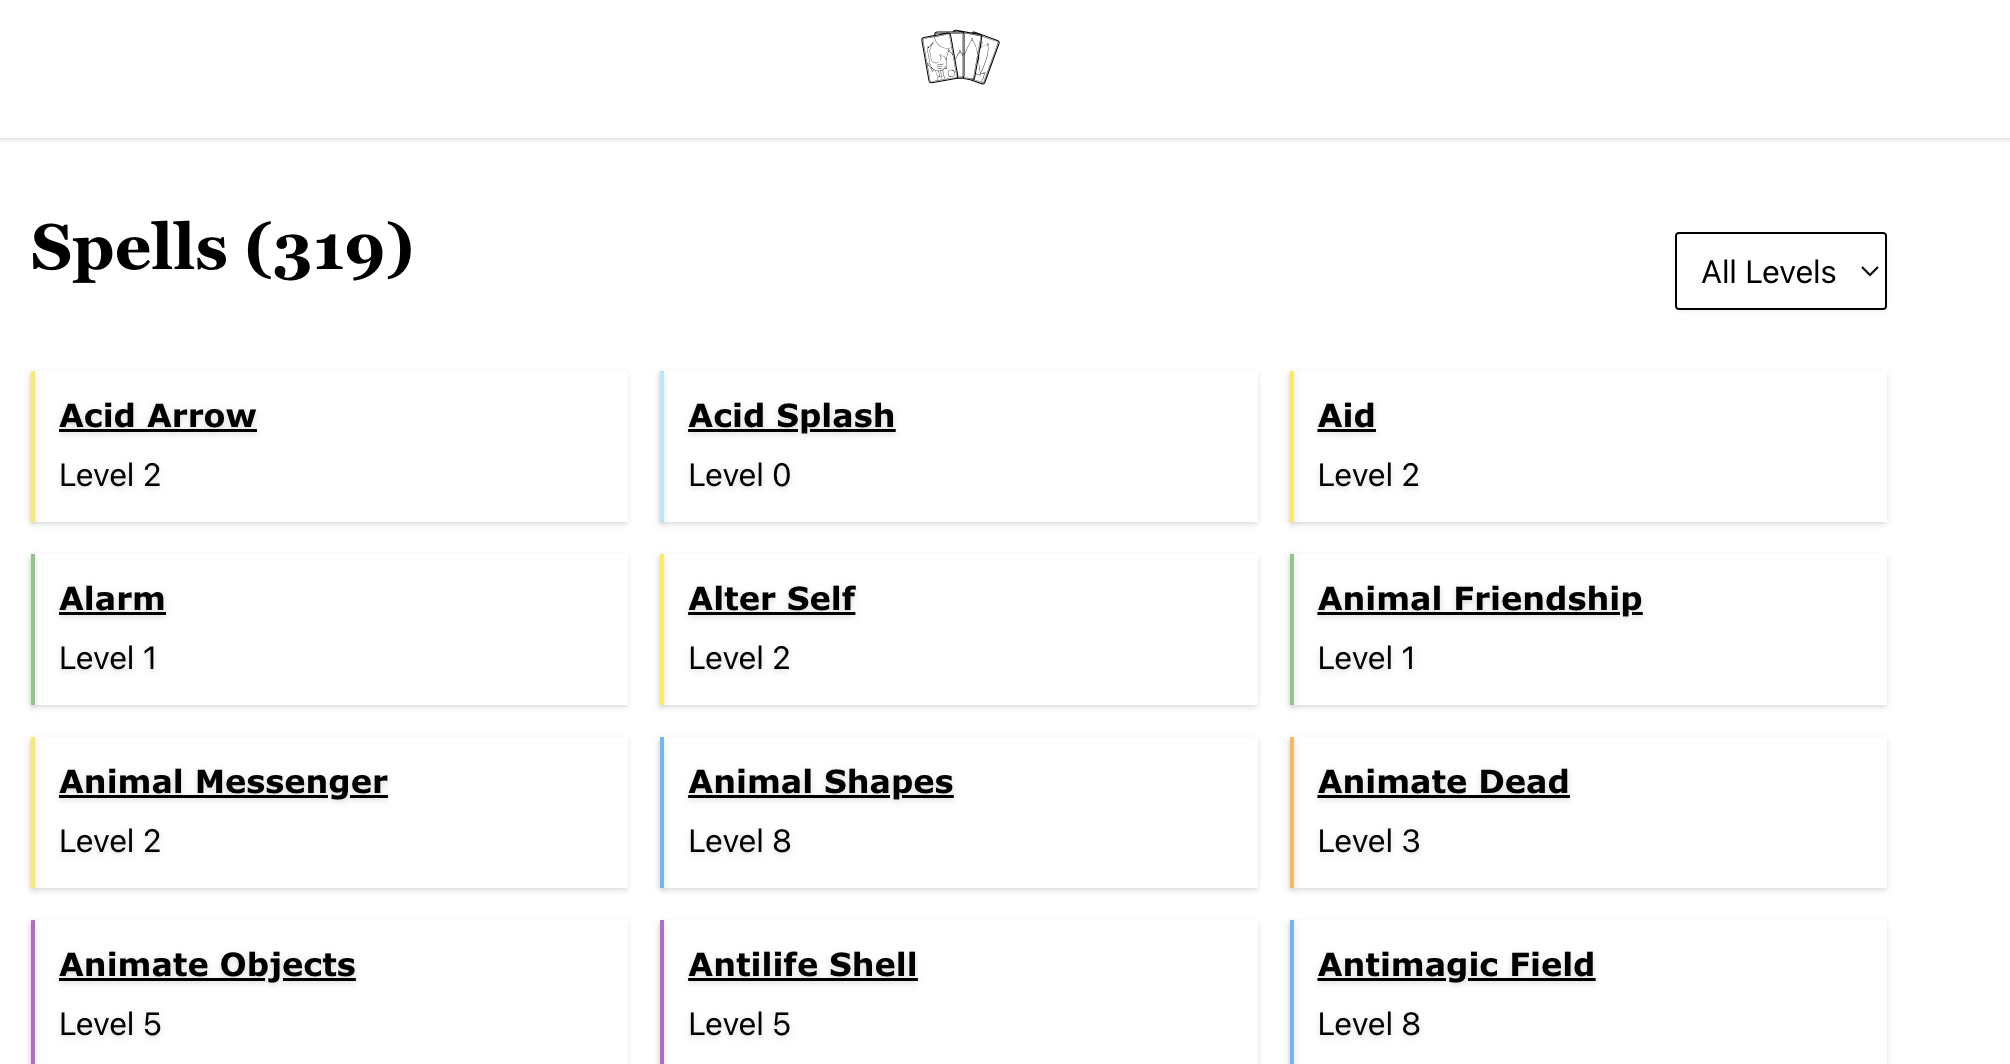 Spells (319)
All Levels
Acid Arrow
Level 2
Acid Splash
Level 0
Aid
Level 2
Alarm
Level 1
Alter Self
Level 2
Animal Friendship
Level 1
Animal Messenger
Level 2
Animal Shapes
Level 8
Animate Dead
Level 3
Animate Objects
Level 5
Antilife Shell
Level 5
Antimagic Field
Level 8